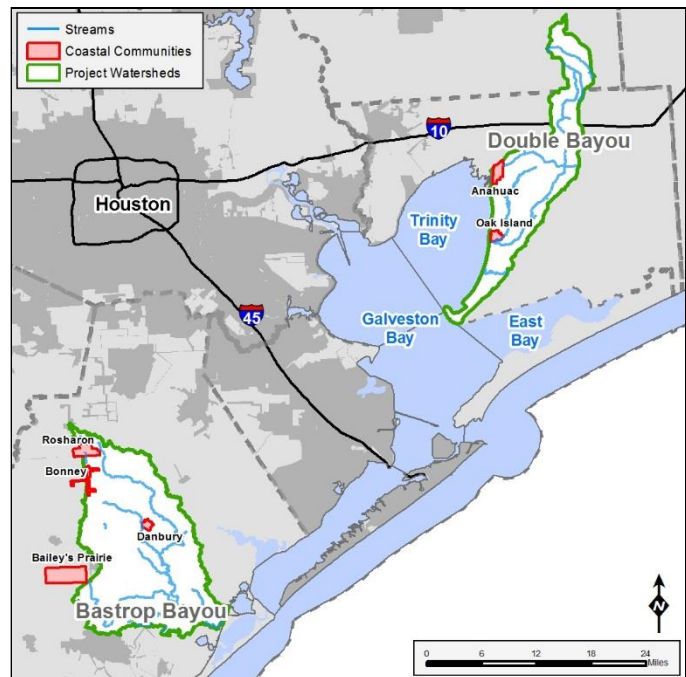 Streams
Coastal Communities
Project Watersheds
10
Double Bayou
Anahuac
Houston
Trinity
Bay
Oak Island
45
Galveston
Bay
East
Bay
Rosharon
Bonney
Danbury
Bailey's Prairie
Bastrop Bayou
N
0 6 12 18 24
Miles